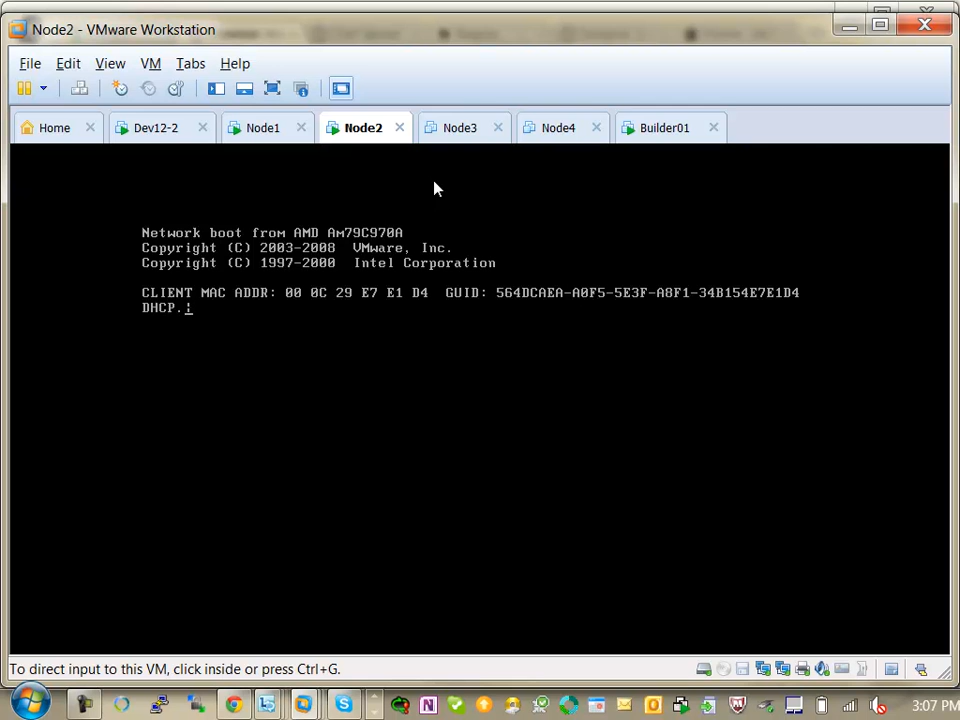 Node2 - VMware Workstation
File Edit View VM Tabs Help
Home Dev12-2 Node1 Node2 Node3 Node4 Builder01
Network boot from AMD Am79C970A
Copyright (C) 2003-2008 VMware, Inc.
Copyright (C) 1997-2000 Intel Corporation
CLIENT MAC ADDR: 00 0C 29 E7 E1 D4 GUID: 564DCAEA-A0F5-5E3F-A8F1-34B154E7E1D4
DHCP.
To direct input to this VM, click inside or press Ctrl+G.
3:07 PM